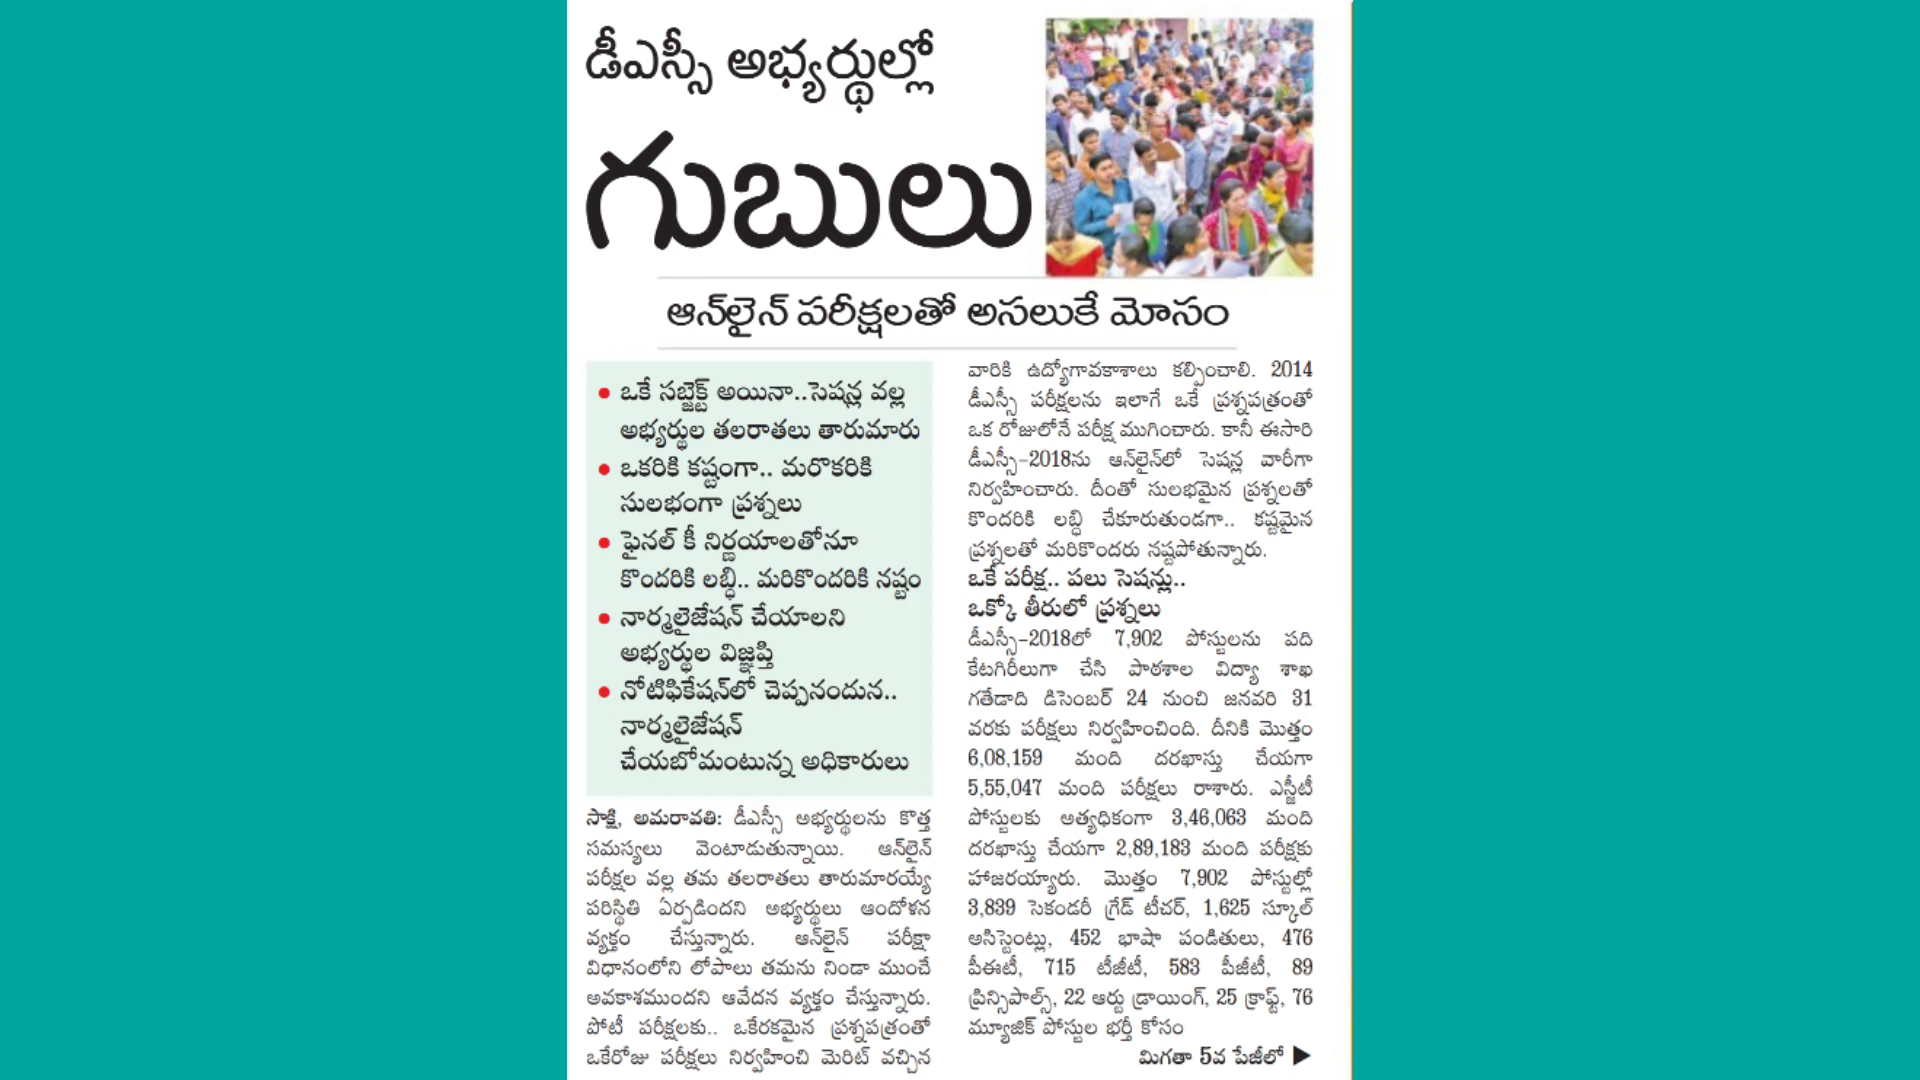 డీఎస్సీ అభ్యర్థుల్లో
గుబులు
ఆన్‌లైన్ పరీక్షలతో అసలుకే మోసం
• ఒకే సబ్జెక్ట్ అయినా..సెషన్ల వల్ల
అభ్యర్థుల తలరాతలు తారుమారు
• ఒకరికి కష్టంగా.. మరొకరికి
సులభంగా ప్రశ్నలు
• ఫైనల్ కీ నిర్ణయాలతోనూ
కొందరికి లబ్ధి.. మరికొందరికి నష్టం
• నార్మలైజేషన్ చేయాలని
అభ్యర్థుల విజ్ఞప్తి
• నోటిఫికేషన్‌లో చెప్పనందున..
నార్మలైజేషన్
చేయబోమంటున్న అధికారులు
సాక్షి, అమరావతి: డీఎస్సీ అభ్యర్థులను కొత్త
సమస్యలు వెంటాడుతున్నాయి. ఆన్‌లైన్
పరీక్షల వల్ల తమ తలరాతలు తారుమారయ్యే
పరిస్థితి ఏర్పడిందని అభ్యర్థులు ఆందోళన
వ్యక్తం చేస్తున్నారు. ఆన్‌లైన్ పరీక్షా
విధానంలోని లోపాలు తమను నిండా ముంచే
అవకాశముందని ఆవేదన వ్యక్తం చేస్తున్నారు.
పోటీ పరీక్షలకు.. ఒకేరకమైన ప్రశ్నపత్రంతో
ఒకేరోజు పరీక్షలు నిర్వహించి మెరిట్ వచ్చిన
వారికి ఉద్యోగావకాశాలు కల్పించాలి. 2014
డీఎస్సీ పరీక్షలను ఇలాగే ఒకే ప్రశ్నపత్రంతో
ఒక రోజులోనే పరీక్ష ముగించారు. కానీ ఈసారి
డీఎస్సీ-2018ను ఆన్‌లైన్‌లో సెషన్ల వారీగా
నిర్వహించారు. దీంతో సులభమైన ప్రశ్నలతో
కొందరికి లబ్ధి చేకూరుతుండగా.. కష్టమైన
ప్రశ్నలతో మరికొందరు నష్టపోతున్నారు.
ఒకే పరీక్ష.. పలు సెషన్లు..
ఒక్కో తీరులో ప్రశ్నలు
డీఎస్సీ-2018లో 7,902 పోస్టులను పది
కేటగిరీలుగా చేసి పాఠశాల విద్యా శాఖ
గతేడాది డిసెంబర్ 24 నుంచి జనవరి 31
వరకు పరీక్షలు నిర్వహించింది. దీనికి మొత్తం
6,08,159 మంది దరఖాస్తు చేయగా
5,55,047 మంది పరీక్షలు రాశారు. ఎస్జీటీ
పోస్టులకు అత్యధికంగా 3,46,063 మంది
దరఖాస్తు చేయగా 2,89,183 మంది పరీక్షకు
హాజరయ్యారు. మొత్తం 7,902 పోస్టుల్లో
3,839 సెకండరీ గ్రేడ్ టీచర్, 1,625 స్కూల్
అసిస్టెంట్లు, 452 భాషా పండితులు, 476
పీఈటీ, 715 టీజీటీ, 583 పీజీటీ, 89
ప్రిన్సిపాల్స్, 22 ఆర్టు డ్రాయింగ్, 25 క్రాఫ్ట్, 76
మ్యూజిక్ పోస్టుల భర్తీ కోసం
మిగతా 5వ పేజీలో ▶